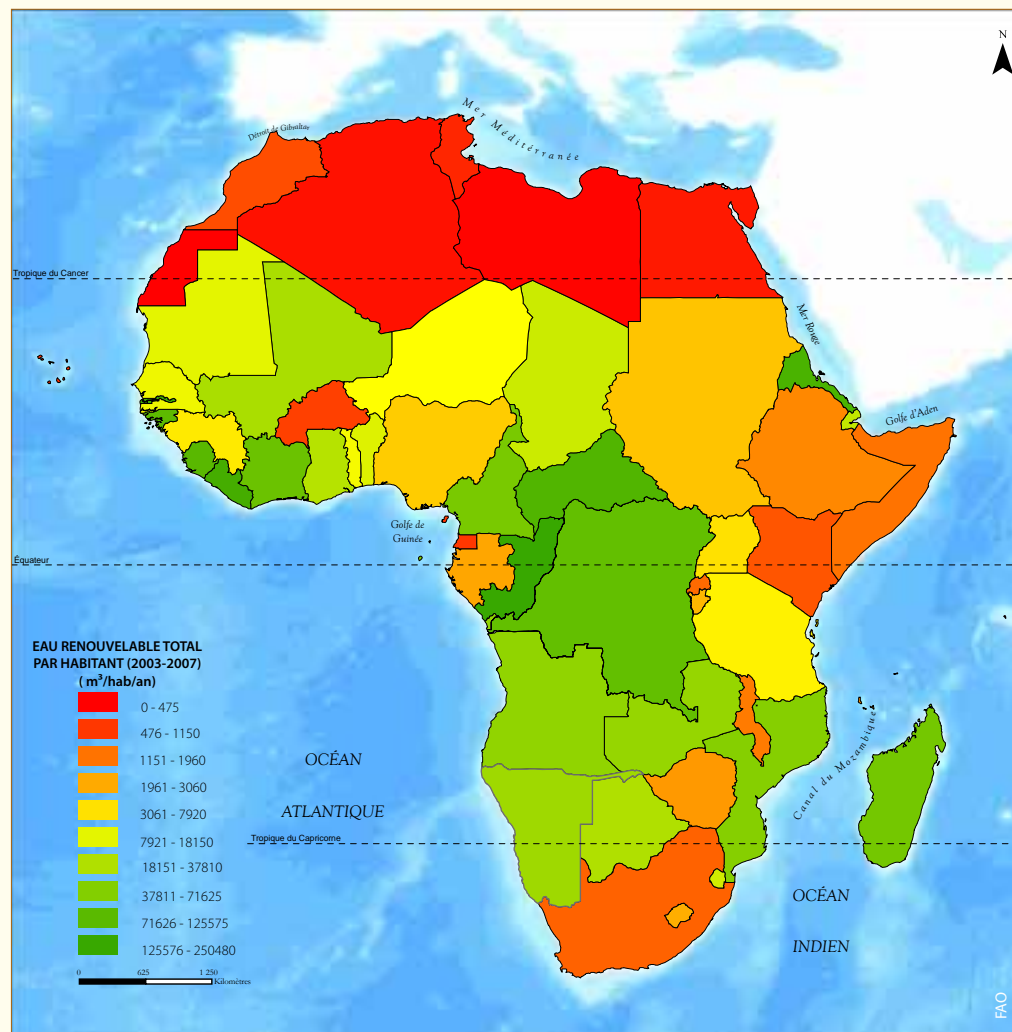 N
Détroit de Gibraltar
Mer Méditérranée
Tropique du Cancer
Mer Rouge
Golfe d'Aden
Golfe de
Guinée
Équateur
EAU RENOUVELABLE TOTAL
PAR HABITANT (2003-2007)
( m³/hab/an)
0 - 475
476 - 1150
1151 - 1960
1961 - 3060
3061 - 7920
7921 - 18150
18151 - 37810
37811 - 71625
71626 - 125575
125576 - 250480
0 625 1 250
Kilomètres
OCÉAN
ATLANTIQUE
Tropique du Capricorne
Canal du Mozambique
OCÉAN
INDIEN
FAO